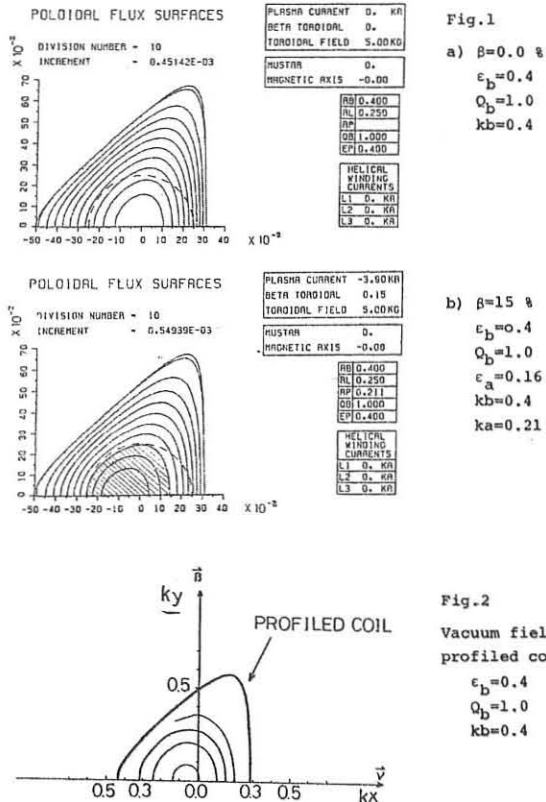 POLOIDAL FLUX SURFACES
DIVISION NUMBER - 10
INCREMENT - 0.45142E-03
X 10⁻²
70
60
50
40
30
20
10
0
-50 -40 -30 -20 -10 0 10 20 30 40
X 10⁻²
PLASMA CURRENT 0. KA
BETA TOROIDAL 0.
TOROIDAL FIELD 5.00KG
MUSTAR 0.
MAGNETIC AXIS -0.00
RB 0.400
RL 0.250
RP
QB 1.000
EP 0.400
HELICAL
WINDING
CURRENTS
L1 0. KA
L2 0. KA
L3 0. KA
Fig.1
a) β=0.0 %
εb=0.4
Qb=1.0
kb=0.4
POLOIDAL FLUX SURFACES
DIVISION NUMBER - 10
INCREMENT - 0.54939E-03
X 10⁻²
70
60
50
40
30
20
10
0
-50 -40 -30 -20 -10 0 10 20 30 40
X 10⁻²
PLASMA CURRENT -3.90KA
BETA TOROIDAL 0.15
TOROIDAL FIELD 5.00KG
MUSTAR 0.
MAGNETIC AXIS -0.00
RB 0.400
RL 0.250
RP 0.211
QB 1.000
EP 0.400
HELICAL
WINDING
CURRENTS
L1 0. KA
L2 0. KA
L3 0. KA
b) β=15 %
εb=0.4
Qb=1.0
εa=0.16
kb=0.4
ka=0.21
ky
PROFILED COIL
0.5
0.5 0.3 0.0 0.3 0.5
kx
Fig.2
Vacuum fiel
profiled co
εb=0.4
Qb=1.0
kb=0.4